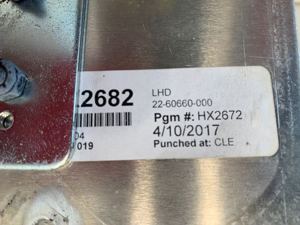 2682 LHD
22-60660-000
Pgm #: HX2672
04 4/10/2017
019 Punched at: CLE